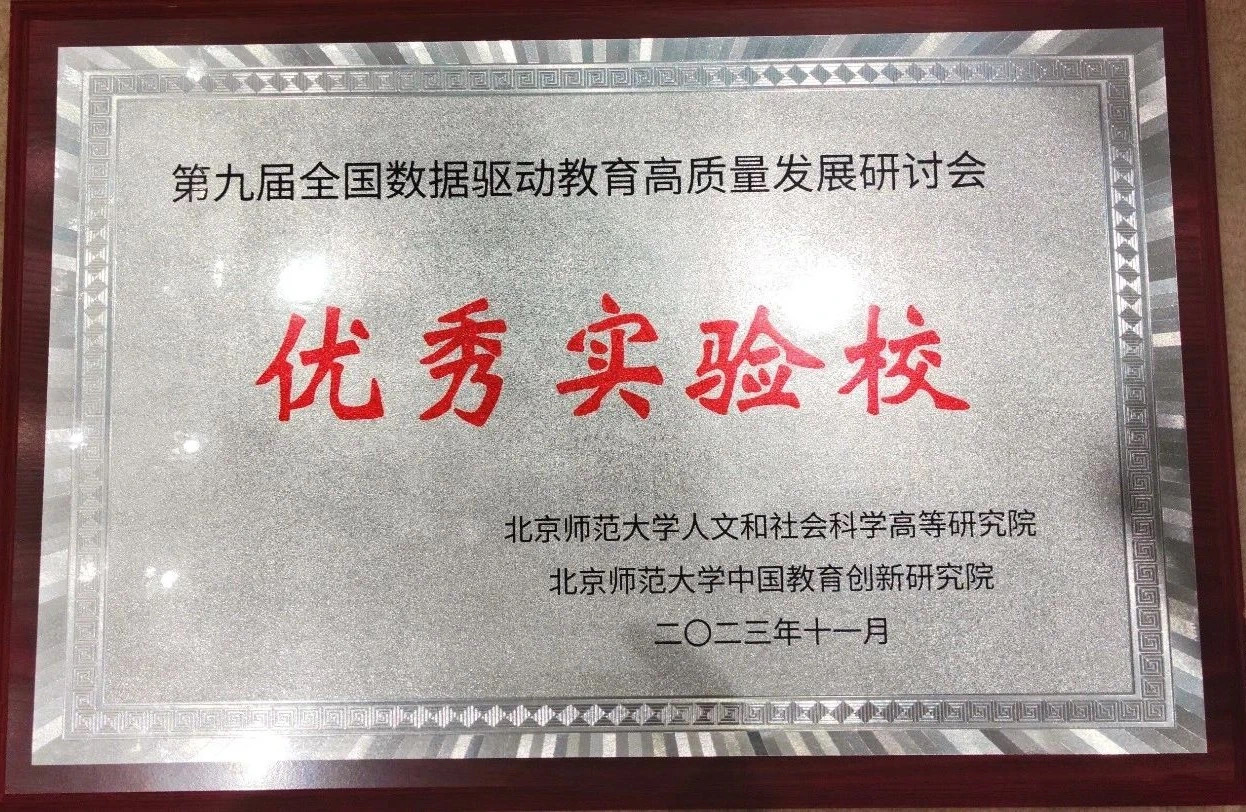 第九届全国数据驱动教育高质量发展研讨会
优秀实验校
北京师范大学人文和社会科学高等研究院
北京师范大学中国教育创新研究院
二〇二三年十一月